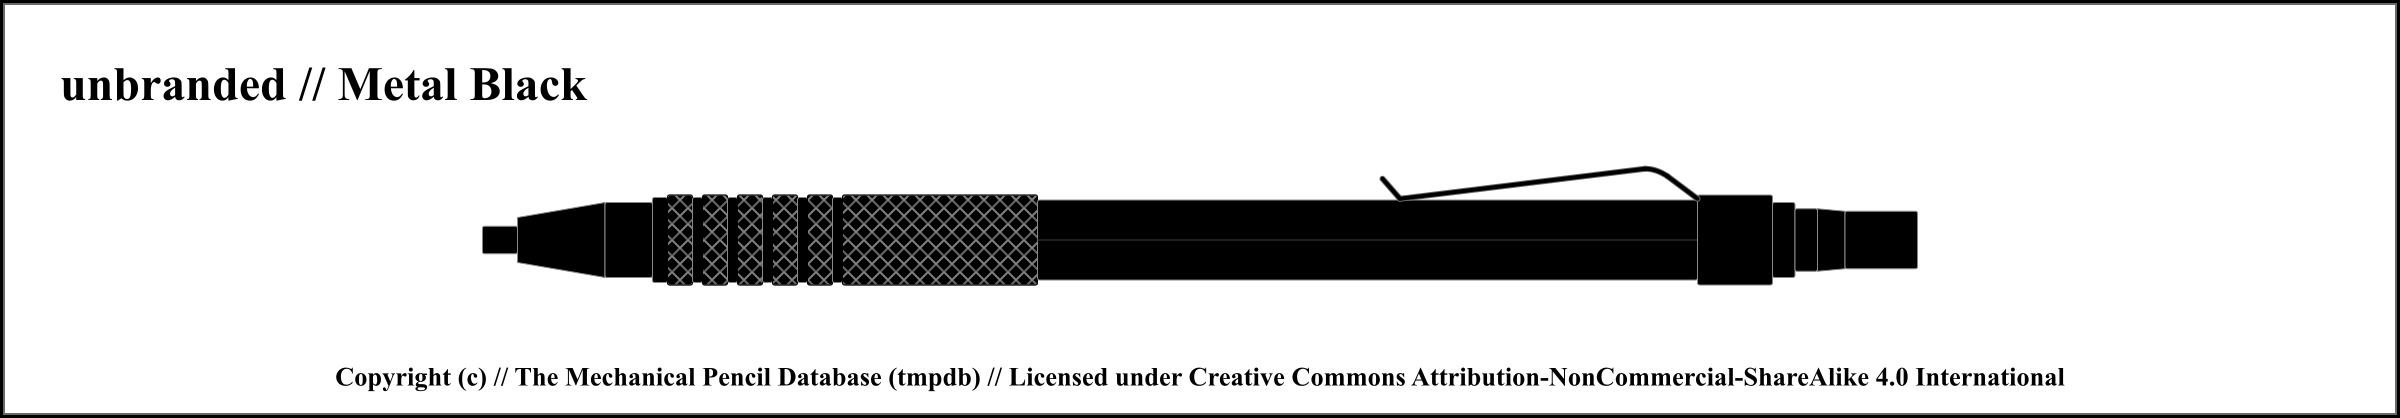 unbranded // Metal Black
Copyright (c) // The Mechanical Pencil Database (tmpdb) // Licensed under Creative Commons Attribution-NonCommercial-ShareAlike 4.0 International